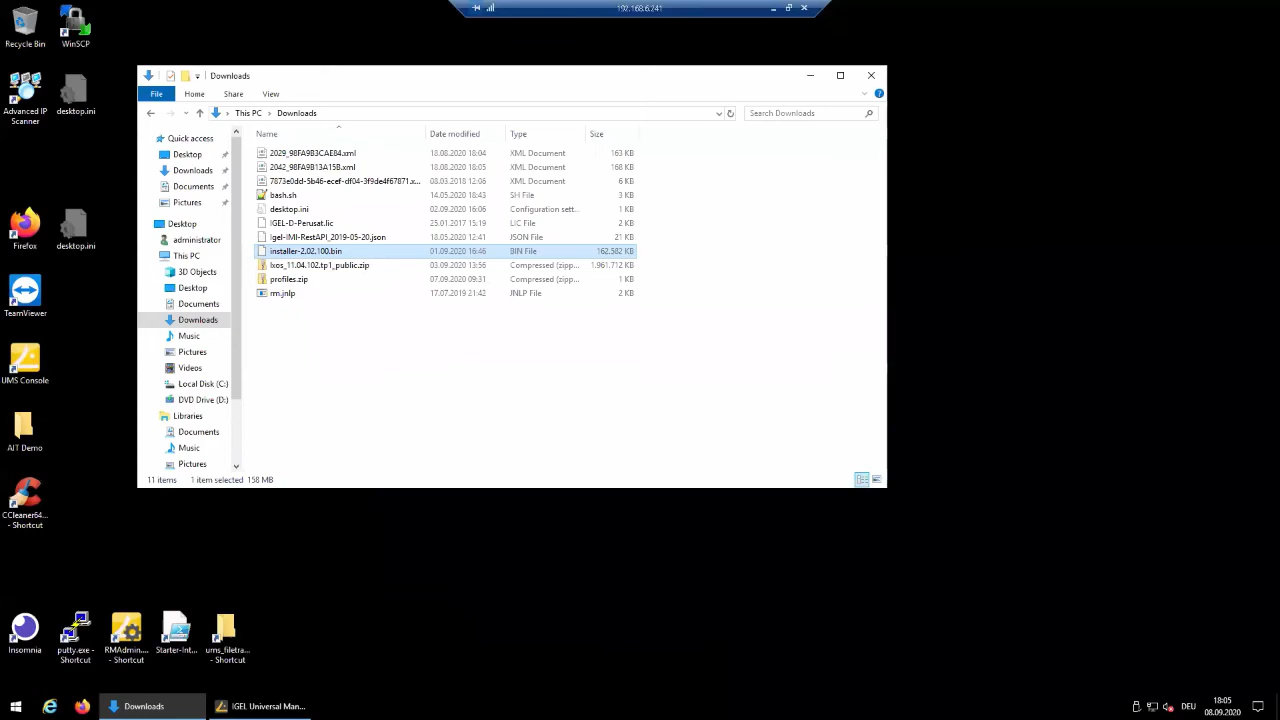 192.168.6.241
Recycle Bin
WinSCP
Advanced IP
Scanner
desktop.ini
Firefox
desktop.ini
TeamViewer
UMS Console
AIT Demo
CCleaner64...
- Shortcut
Insomnia
putty.exe -
Shortcut
RMAdmin....
- Shortcut
Starter-Int...
ums_filetra...
- Shortcut
Downloads
File Home Share View
This PC > Downloads
Search Downloads
Quick access
Desktop
Downloads
Documents
Pictures
Desktop
administrator
This PC
3D Objects
Desktop
Documents
Downloads
Music
Pictures
Videos
Local Disk (C:)
DVD Drive (D:)
Libraries
Documents
Music
Pictures
Name Date modified Type Size
2029_98FA9B3CAE84.xml 18.08.2020 18:04 XML Document 163 KB
2042_98FA9B13A15B.xml 18.08.2020 18:05 XML Document 168 KB
7873e0dd-5b46-ecef-df04-3f9de4f67871.x... 08.03.2018 12:06 XML Document 6 KB
bash.sh 14.05.2020 18:43 SH File 3 KB
desktop.ini 02.09.2020 16:06 Configuration sett... 1 KB
IGEL-D-Perusat.lic 25.01.2017 15:19 LIC File 2 KB
Igel-IMI-RestAPI_2019-05-20.json 18.05.2020 12:41 JSON File 21 KB
installer-2.02.100.bin 01.09.2020 16:46 BIN File 162.582 KB
lxos_11.04.102.tp1_public.zip 03.09.2020 13:56 Compressed (zipp... 1.961.712 KB
profiles.zip 07.09.2020 09:31 Compressed (zipp... 1 KB
rm.jnlp 17.07.2019 21:42 JNLP File 2 KB
11 items 1 item selected 158 MB
Downloads
IGEL Universal Man...
DEU
18:05
08.09.2020